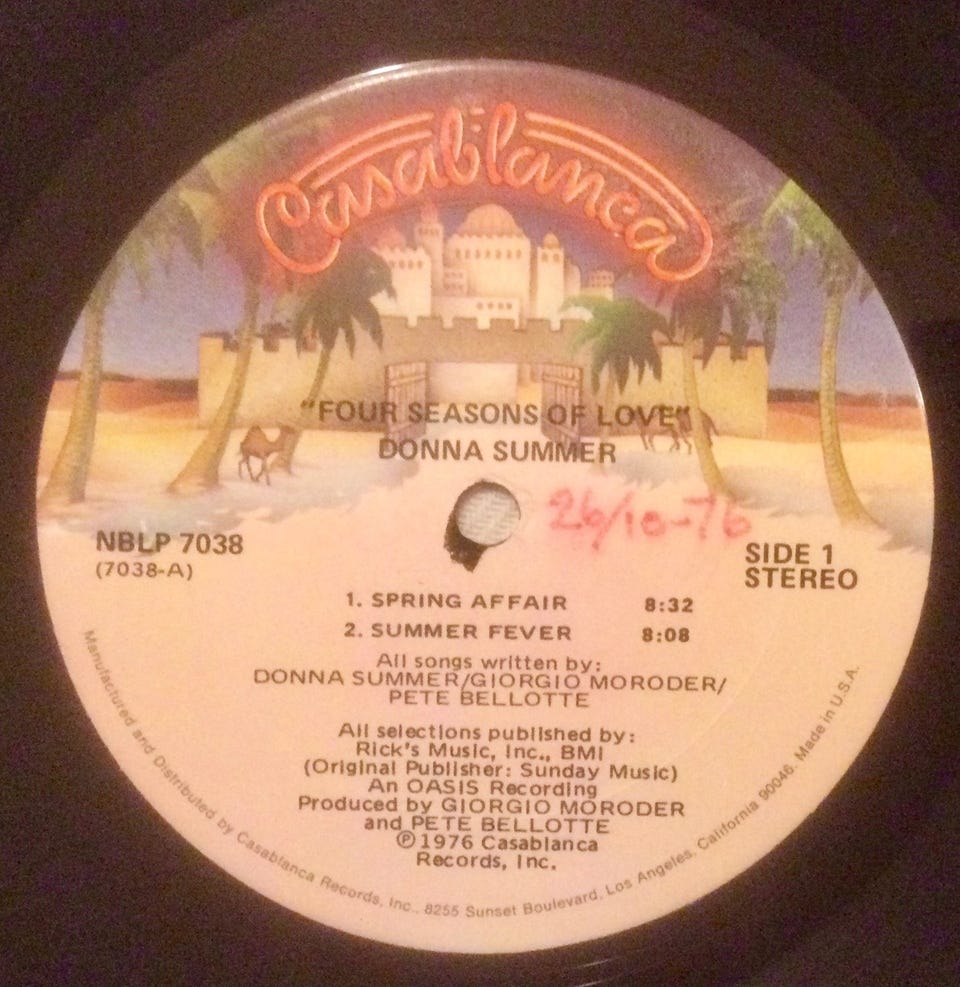 Casablanca
"FOUR SEASONS OF LOVE"
DONNA SUMMER
26/10-76
NBLP 7038
(7038-A)
SIDE 1
STEREO
1. SPRING AFFAIR 8:32
2. SUMMER FEVER 8:08
All songs written by:
DONNA SUMMER/GIORGIO MORODER/
PETE BELLOTTE
All selections published by:
Rick's Music, Inc., BMI
(Original Publisher: Sunday Music)
An OASIS Recording
Produced by GIORGIO MORODER
and PETE BELLOTTE
℗1976 Casablanca
Records, Inc.
Manufactured and Distributed by Casablanca Records, Inc., 8255 Sunset Boulevard, Los Angeles, California 90046. Made in U.S.A.